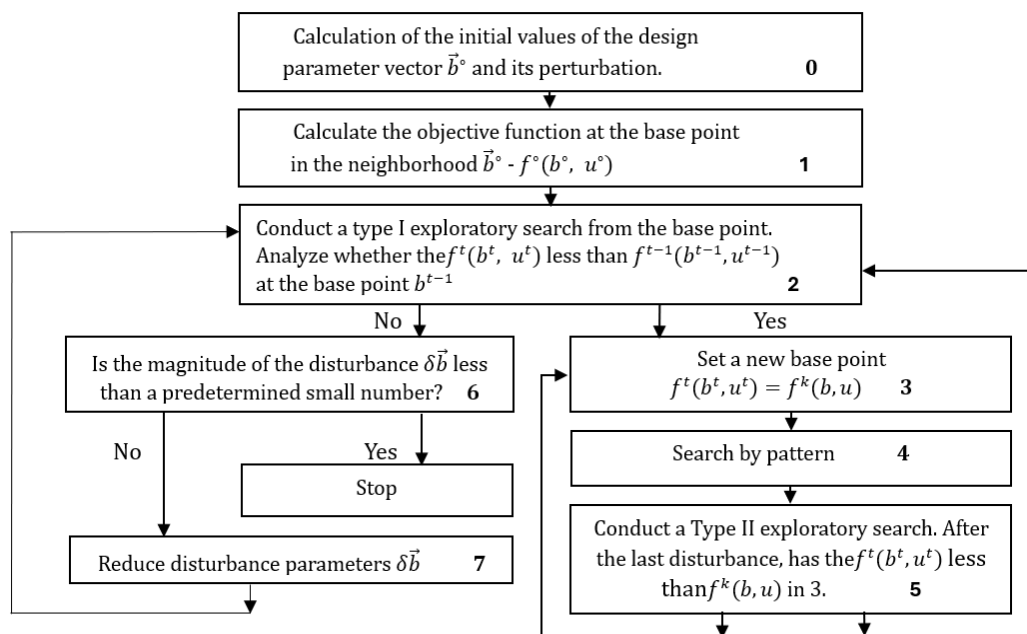 Calculation of the initial values of the design
parameter vector b⃗° and its perturbation. 0
Calculate the objective function at the base point
in the neighborhood b⃗° - f°(b°, u°) 1
Conduct a type I exploratory search from the base point.
Analyze whether thef^t(b^t, u^t) less than f^{t-1}(b^{t-1}, u^{t-1})
at the base point b^{t-1} 2
No
Yes
Is the magnitude of the disturbance δb⃗ less
than a predetermined small number? 6
Set a new base point
f^t(b^t, u^t) = f^k(b, u) 3
No
Yes
Search by pattern 4
Stop
Conduct a Type II exploratory search. After
the last disturbance, has thef^t(b^t, u^t) less
thanf^k(b, u) in 3. 5
Reduce disturbance parameters δb⃗ 7